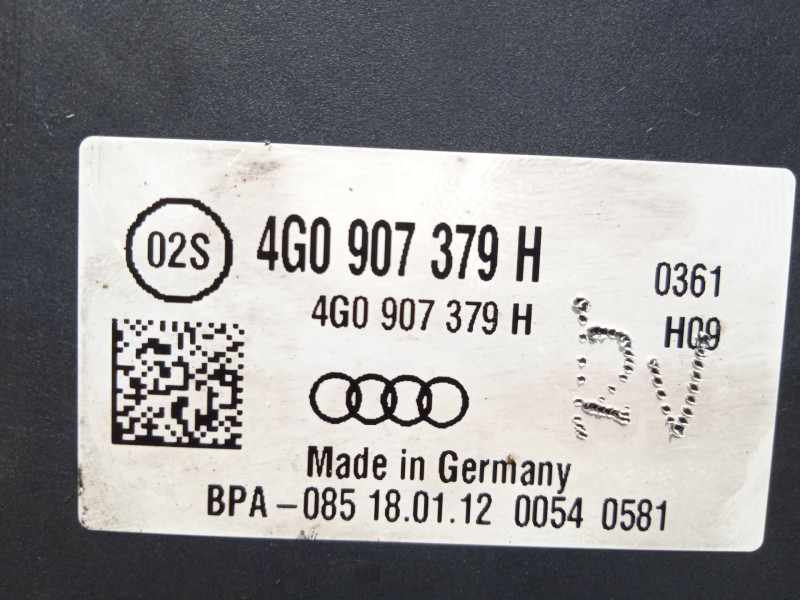 02S 4G0 907 379 H
4G0 907 379 H
0361
H09
Made in Germany
BPA-085 18.01.12 0054 0581